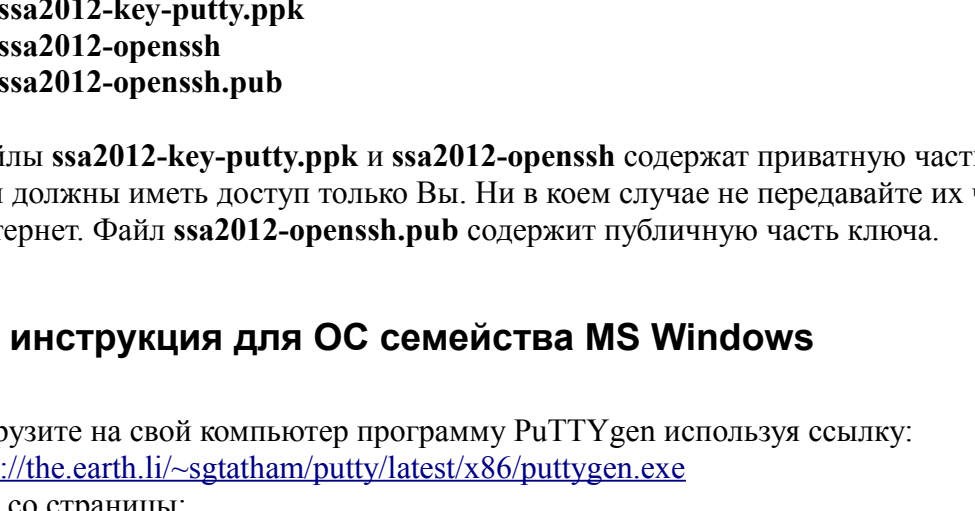 ssa2012-key-putty.ppk
ssa2012-openssh
ssa2012-openssh.pub
йлы ssa2012-key-putty.ppk и ssa2012-openssh содержат приватную част
и должны иметь доступ только Вы. Ни в коем случае не передавайте их ч
тернет. Файл ssa2012-openssh.pub содержит публичную часть ключа.
инструкция для ОС семейства MS Windows
рузите на свой компьютер программу PuTTYgen используя ссылку:
://the.earth.li/~sgtatham/putty/latest/x86/puttygen.exe
со страницы: